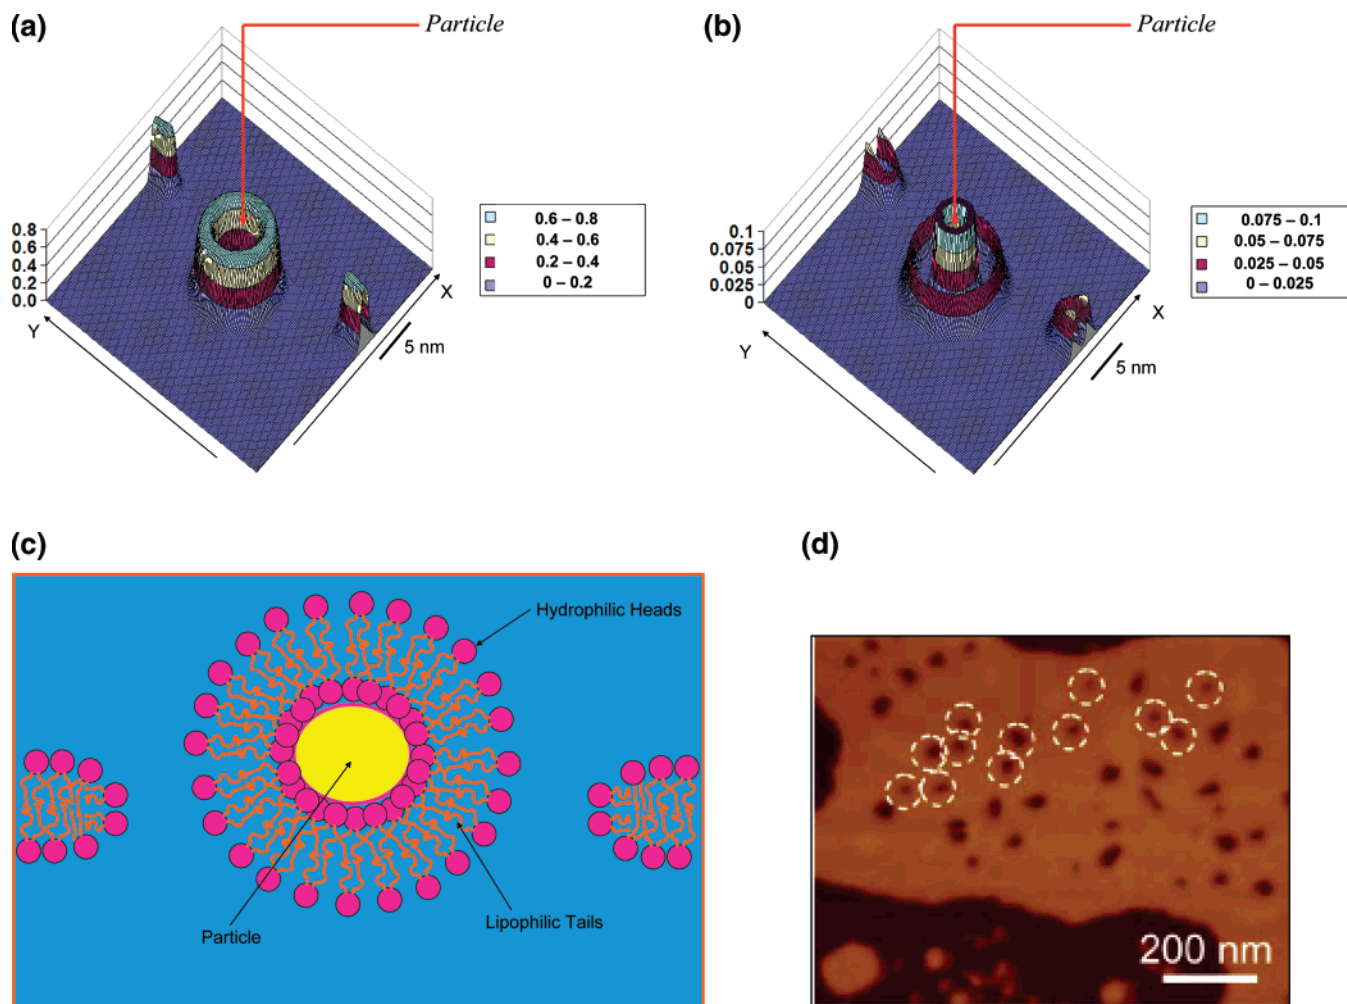 (a)
Particle
0.8
0.6
0.4
0.2
0.0
Y
X
5 nm
0.6 – 0.8
0.4 – 0.6
0.2 – 0.4
0 – 0.2
(b)
Particle
0.1
0.075
0.05
0.025
0
Y
X
5 nm
0.075 – 0.1
0.05 – 0.075
0.025 – 0.05
0 – 0.025
(c)
Hydrophilic Heads
Lipophilic Tails
Particle
(d)
200 nm